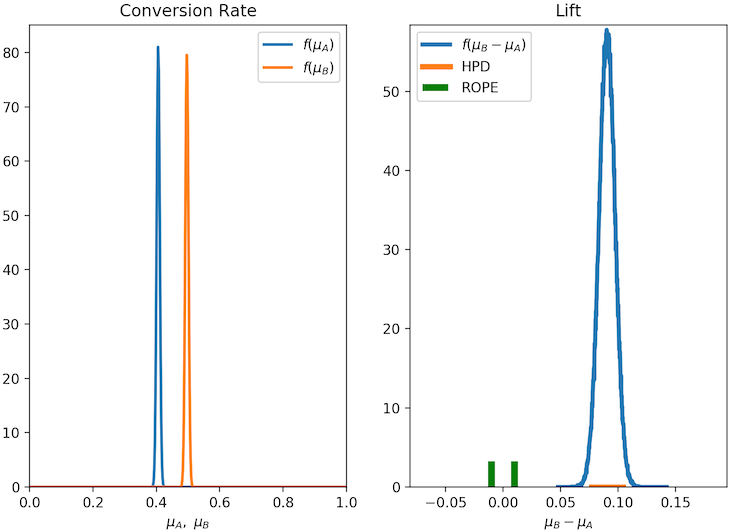 Conversion Rate
f(μA)
f(μB)
80
70
60
50
40
30
20
10
0
0.0 0.2 0.4 0.6 0.8 1.0
μA, μB
Lift
f(μB − μA)
HPD
ROPE
50
40
30
20
10
0
−0.05 0.00 0.05 0.10 0.15
μB − μA